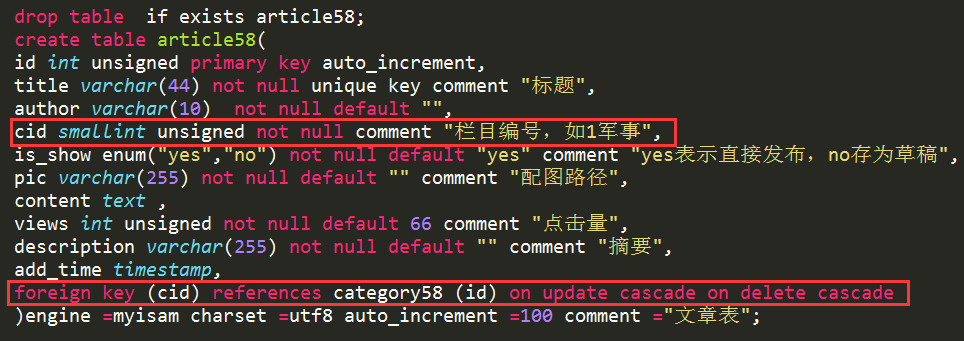 drop table  if exists article58;
create table article58(
id int unsigned primary key auto_increment,
title varchar(44) not null unique key comment "标题",
author varchar(10)  not null default "",
cid smallint unsigned not null comment "栏目编号，如1军事",
is_show enum("yes","no") not null default "yes" comment "yes表示直接发布，no存为草稿",
pic varchar(255) not null default "" comment "配图路径",
content text ,
views int unsigned not null default 66 comment "点击量",
description varchar(255) not null default "" comment "摘要",
add_time timestamp,
foreign key (cid) references category58 (id) on update cascade on delete cascade
)engine =myisam charset =utf8 auto_increment =100 comment ="文章表";